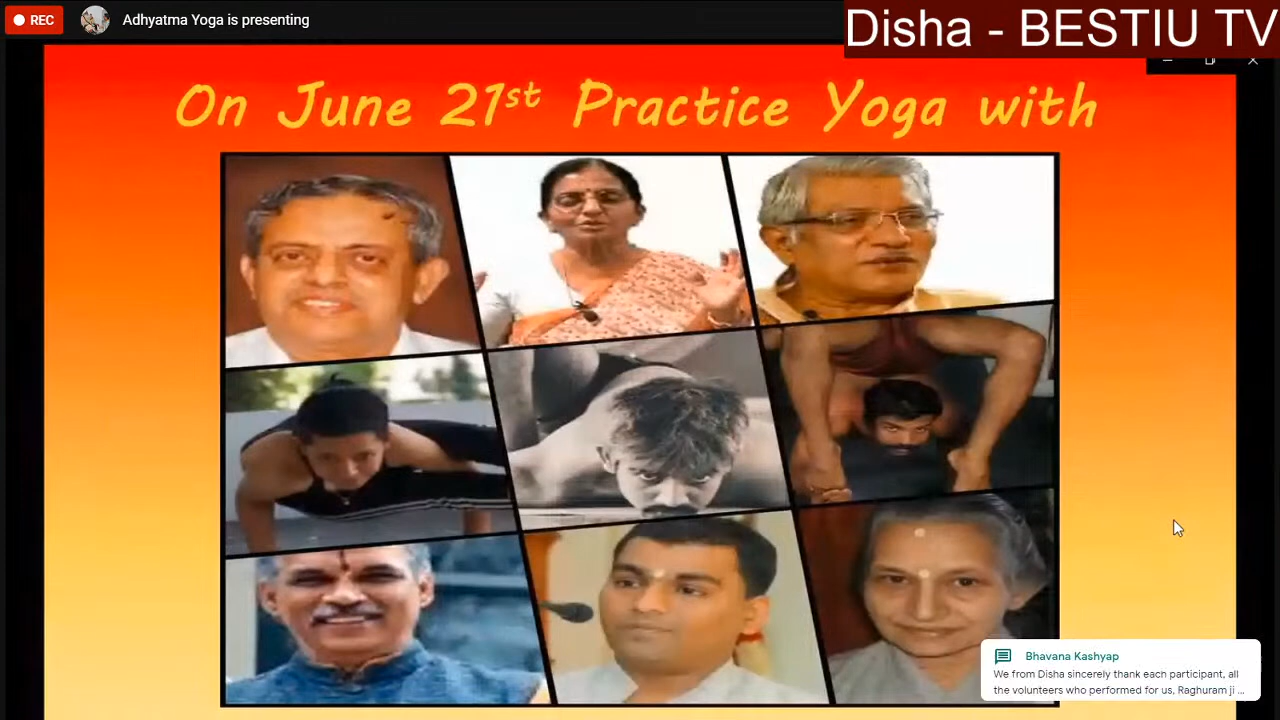 REC
Adhyatma Yoga is presenting
Disha - BESTIU TV
On June 21st Practice Yoga with
Bhavana Kashyap
We from Disha sincerely thank each participant, all
the volunteers who performed for us, Raghuram ji ...